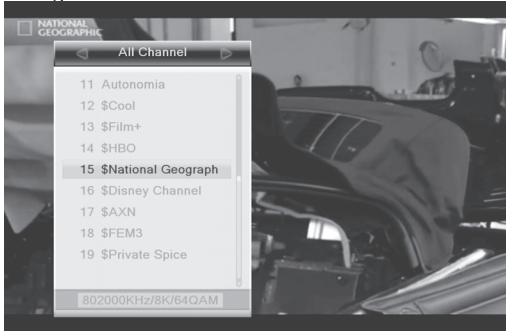 NATIONAL
GEOGRAPHIC
All Channel
11 Autonomia
12 $Cool
13 $Film+
14 $HBO
15 $National Geograph
16 $Disney Channel
17 $AXN
18 $FEM3
19 $Private Spice
802000KHz/8K/64QAM